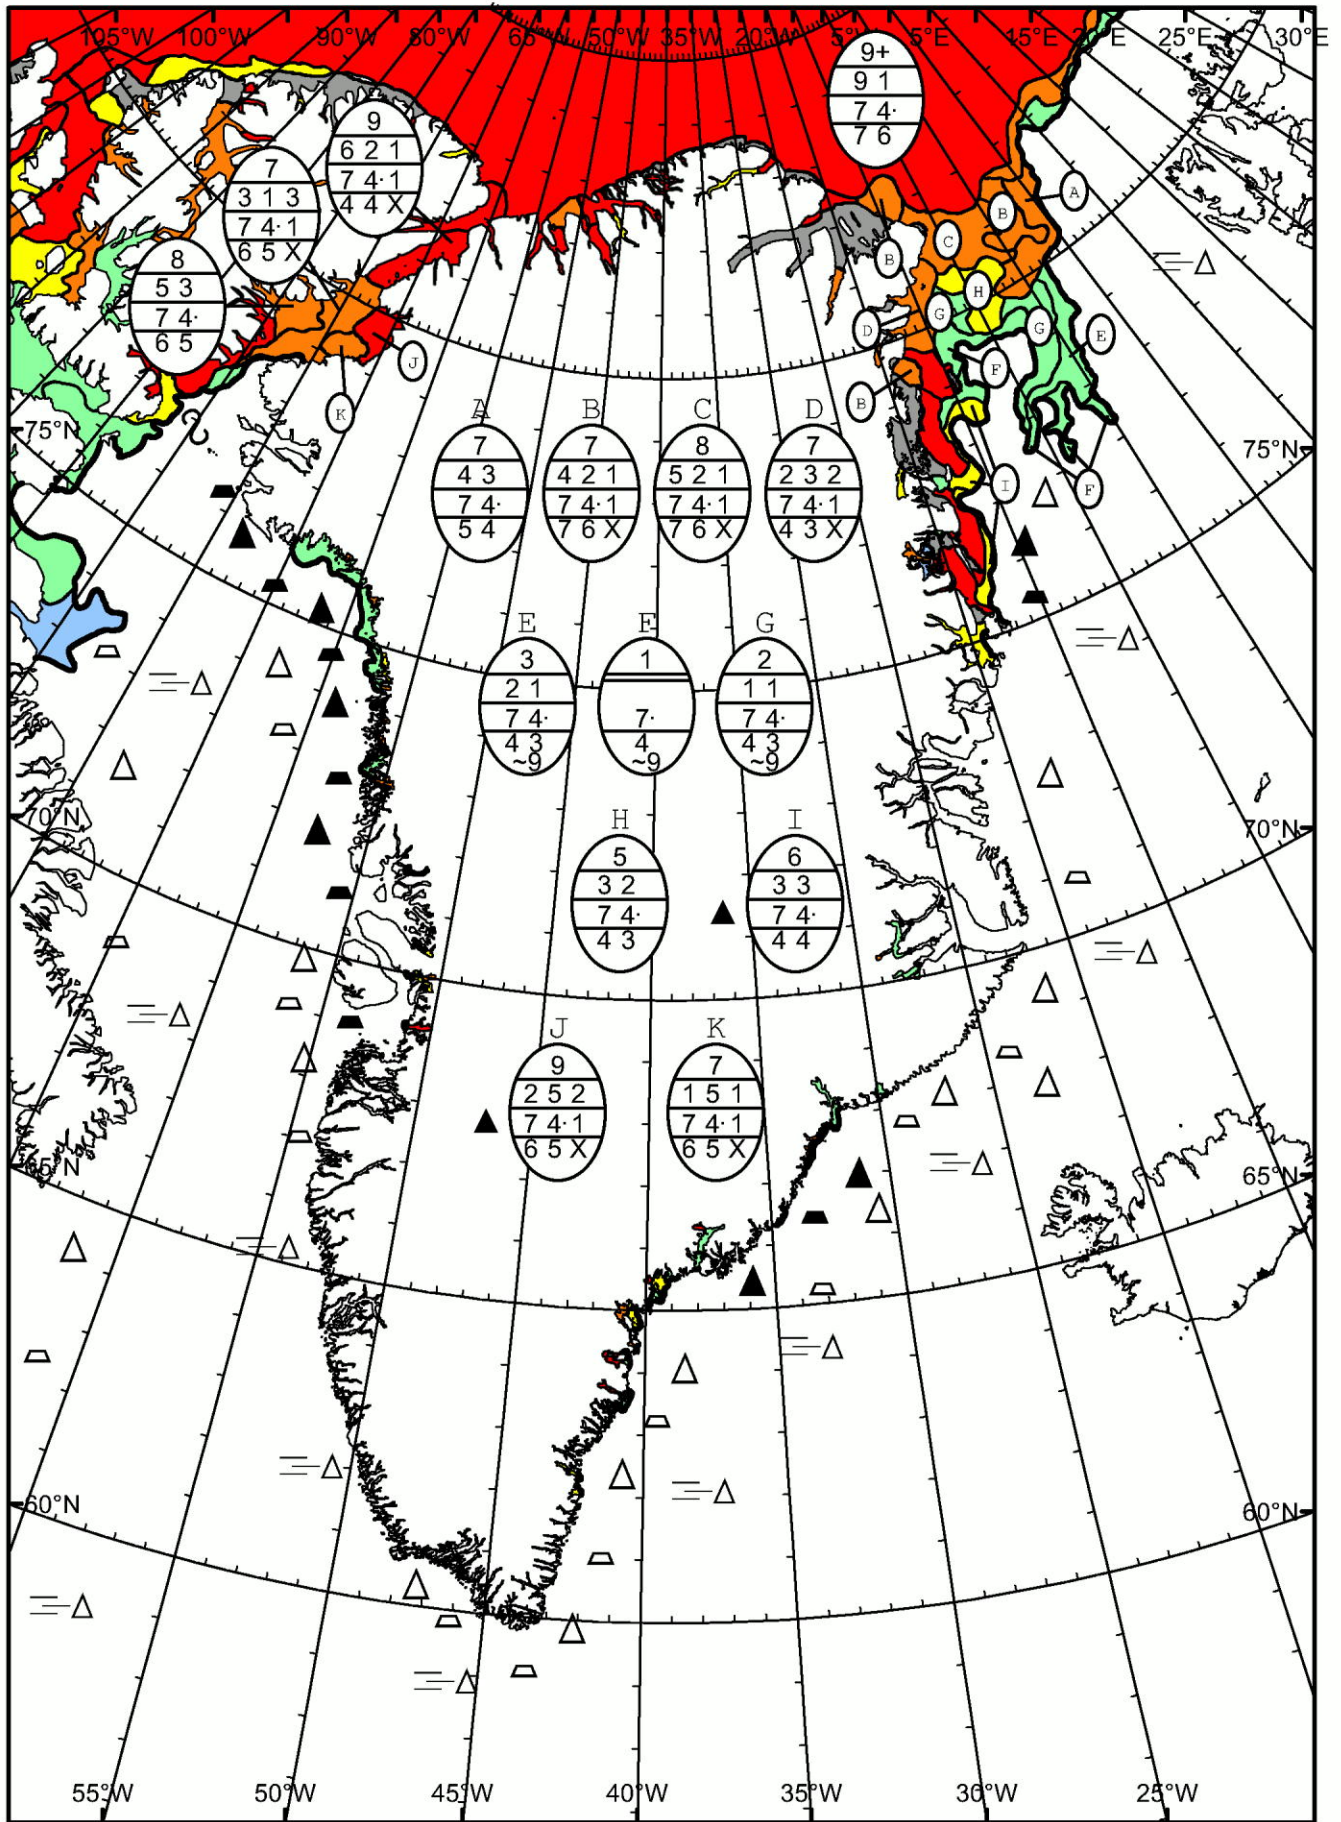 105°W 100°W 90°W 80°W 65°W 50°W 35°W 20°W 5°W 5°E 15°E 20°E 25°E 30°E
9+
9 1
7 4·
7 6
9
6 2 1
7 4·1
4 4 X
7
3 1 3
7 4·1
6 5 X
8
5 3
7 4·
6 5
A
B
C
B
H
G
D
G
E
F
J
B
K
I
F
75°N
75°N
A B C D
7 7 8 7
4 3 4 2 1 5 2 1 2 3 2
7 4· 7 4·1 7 4·1 7 4·1
5 4 7 6 X 7 6 X 4 3 X
E F G
3 1 2
2 1 1 1
7 4· 7· 7 4·
4 3 4 4 3
~9 ~9 ~9
70°N
70°N
H I
5 6
3 2 3 3
7 4· 7 4·
4 3 4 4
J K
9 7
2 5 2 1 5 1
7 4·1 7 4·1
6 5 X 6 5 X
65°N
65°N
60°N
60°N
55°W 50°W 45°W 40°W 35°W 30°W 25°W